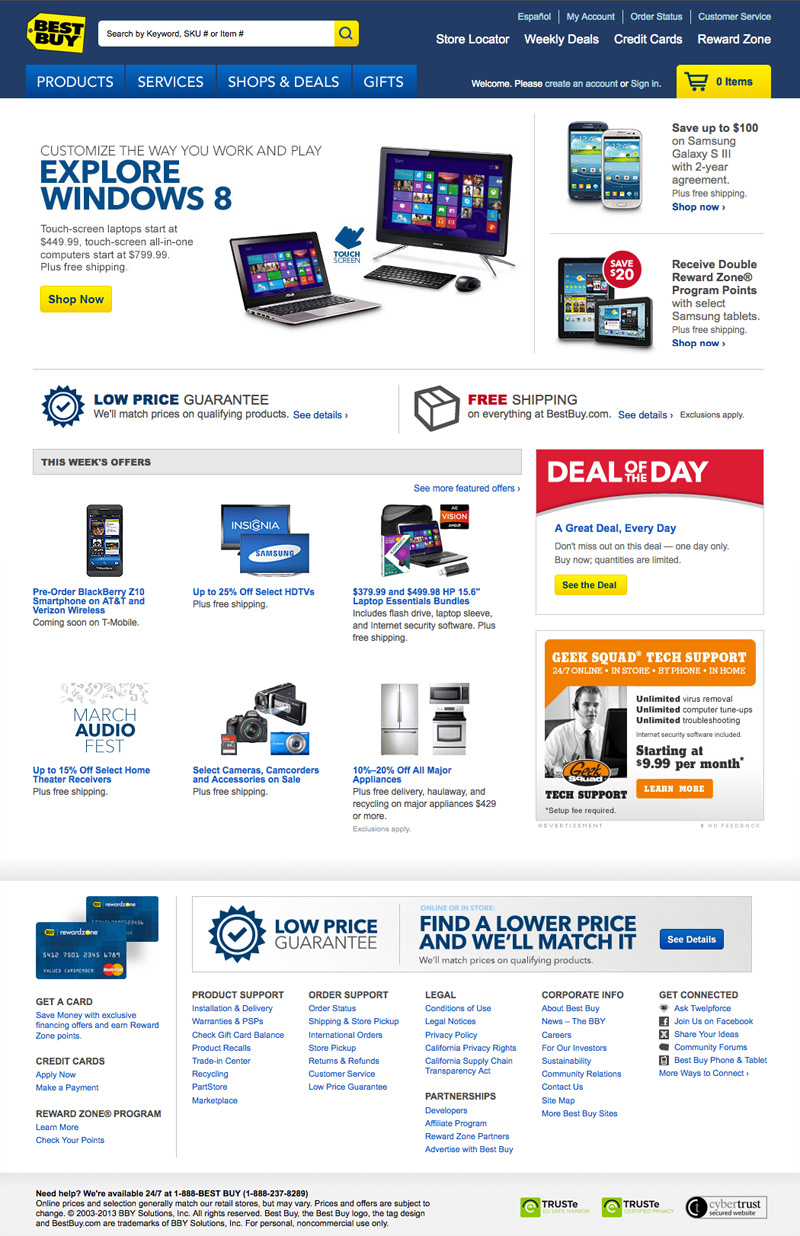 BEST BUY
Search by Keyword, SKU # or Item #
Español
My Account
Order Status
Customer Service
Store Locator
Weekly Deals
Credit Cards
Reward Zone
PRODUCTS
SERVICES
SHOPS & DEALS
GIFTS
Welcome. Please create an account or Sign in.
0 Items
CUSTOMIZE THE WAY YOU WORK AND PLAY
EXPLORE
WINDOWS 8
Touch-screen laptops start at
$449.99, touch-screen all-in-one
computers start at $799.99.
Plus free shipping.
Shop Now
TOUCH
SCREEN
Save up to $100
on Samsung
Galaxy S III
with 2-year
agreement.
Plus free shipping.
Shop now ›
SAVE
$20
Receive Double
Reward Zone®
Program Points
with select
Samsung tablets.
Plus free shipping.
Shop now ›
LOW PRICE GUARANTEE
We'll match prices on qualifying products. See details ›
FREE SHIPPING
on everything at BestBuy.com. See details › Exclusions apply.
THIS WEEK'S OFFERS
See more featured offers ›
Pre-Order BlackBerry Z10
Smartphone on AT&T and
Verizon Wireless
Coming soon on T-Mobile.
INSIGNIA
SAMSUNG
Up to 25% Off Select HDTVs
Plus free shipping.
A6
VISION
AMD
$379.99 and $499.98 HP 15.6"
Laptop Essentials Bundles
Includes flash drive, laptop sleeve,
and Internet security software. Plus
free shipping.
MARCH
AUDIO
FEST
Up to 15% Off Select Home
Theater Receivers
Plus free shipping.
Select Cameras, Camcorders
and Accessories on Sale
Plus free shipping.
10%–20% Off All Major
Appliances
Plus free delivery, haulaway, and
recycling on major appliances $429
or more.
Exclusions apply.
DEAL OF THE DAY
A Great Deal, Every Day
Don't miss out on this deal — one day only.
Buy now; quantities are limited.
See the Deal
GEEK SQUAD® TECH SUPPORT
24/7 ONLINE • IN STORE • BY PHONE • IN HOME
Unlimited virus removal
Unlimited computer tune-ups
Unlimited troubleshooting
Internet security software included.
Starting at
$9.99 per month*
LEARN MORE
Geek Squad
TECH SUPPORT
*Setup fee required.
ADVERTISEMENT
AD FEEDBACK
rewardzone
rewardzone
5412 7501 2345 6789
VALUED CARDMEMBER
MasterCard
LOW PRICE
GUARANTEE
ONLINE OR IN STORE:
FIND A LOWER PRICE
AND WE'LL MATCH IT
We'll match prices on qualifying products.
See Details
GET A CARD
Save Money with exclusive
financing offers and earn Reward
Zone points.
CREDIT CARDS
Apply Now
Make a Payment
REWARD ZONE® PROGRAM
Learn More
Check Your Points
PRODUCT SUPPORT
Installation & Delivery
Warranties & PSPs
Check Gift Card Balance
Product Recalls
Trade-in Center
Recycling
PartStore
Marketplace
ORDER SUPPORT
Order Status
Shipping & Store Pickup
International Orders
Store Pickup
Returns & Refunds
Customer Service
Low Price Guarantee
LEGAL
Conditions of Use
Legal Notices
Privacy Policy
California Privacy Rights
California Supply Chain
Transparency Act
PARTNERSHIPS
Developers
Affiliate Program
Reward Zone Partners
Advertise with Best Buy
CORPORATE INFO
About Best Buy
News – The BBY
Careers
For Our Investors
Sustainability
Community Relations
Contact Us
Site Map
More Best Buy Sites
GET CONNECTED
Ask Twelpforce
Join Us on Facebook
Share Your Ideas
Community Forums
Best Buy Phone & Tablet
More Ways to Connect ›
Need help? We're available 24/7 at 1-888-BEST BUY (1-888-237-8289)
Online prices and selection generally match our retail stores, but may vary. Prices and offers are subject to
change. © 2003-2013 BBY Solutions, Inc. All rights reserved. Best Buy, the Best Buy logo, the tag design
and BestBuy.com are trademarks of BBY Solutions, Inc. For personal, noncommercial use only.
TRUSTe
EU SAFE HARBOR
TRUSTe
CERTIFIED PRIVACY
cybertrust
secured website